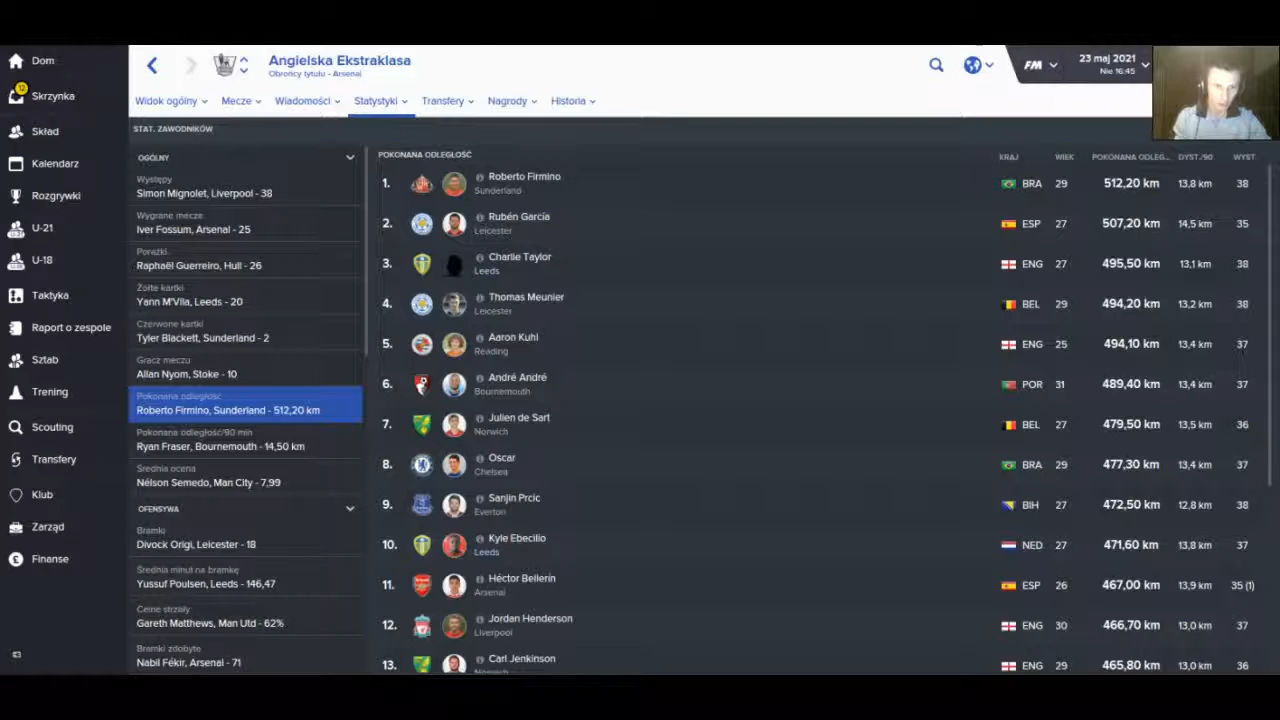 Dom
Skrzynka
12
Skład
Kalendarz
Rozgrywki
U-21
U-18
Taktyka
Raport o zespole
Sztab
Trening
Scouting
Transfery
Klub
Zarząd
Finanse
Angielska Ekstraklasa
Obrońcy tytułu - Arsenal
FM
23 maj 2021
Nie 16:45
Widok ogólny
Mecze
Wiadomości
Statystyki
Transfery
Nagrody
Historia
STAT. ZAWODNIKÓW
OGÓLNY
Występy
Simon Mignolet, Liverpool - 38
Wygrane mecze
Iver Fossum, Arsenal - 25
Porażki
Raphaël Guerreiro, Hull - 26
Żółte kartki
Yann M'Vila, Leeds - 20
Czerwone kartki
Tyler Blackett, Sunderland - 2
Gracz meczu
Allan Nyom, Stoke - 10
Pokonana odległość
Roberto Firmino, Sunderland - 512,20 km
Pokonana odległość/90 min
Ryan Fraser, Bournemouth - 14,50 km
Średnia ocena
Nélson Semedo, Man City - 7,99
OFENSYWA
Bramki
Divock Origi, Leicester - 18
Średnia minut na bramkę
Yussuf Poulsen, Leeds - 146,47
Celne strzały
Gareth Matthews, Man Utd - 62%
Bramki zdobyte
Nabil Fékir, Arsenal - 71
POKONANA ODLEGŁOŚĆ KRAJ WIEK POKONANA ODLEG... DYST./90 WYST
1. Roberto Firmino Sunderland BRA 29 512,20 km 13,8 km 38
2. Rubén García Leicester ESP 27 507,20 km 14,5 km 35
3. Charlie Taylor Leeds ENG 27 495,50 km 13,1 km 38
4. Thomas Meunier Leicester BEL 29 494,20 km 13,2 km 38
5. Aaron Kuhl Reading ENG 25 494,10 km 13,4 km 37
6. André André Bournemouth POR 31 489,40 km 13,4 km 37
7. Julien de Sart Norwich BEL 27 479,50 km 13,5 km 36
8. Oscar Chelsea BRA 29 477,30 km 13,4 km 37
9. Sanjin Prcic Everton BIH 27 472,50 km 12,8 km 38
10. Kyle Ebecilio Leeds NED 27 471,60 km 13,8 km 37
11. Héctor Bellerín Arsenal ESP 26 467,00 km 13,9 km 35 (1)
12. Jordan Henderson Liverpool ENG 30 466,70 km 13,0 km 37
13. Carl Jenkinson Norwich ENG 29 465,80 km 13,0 km 36